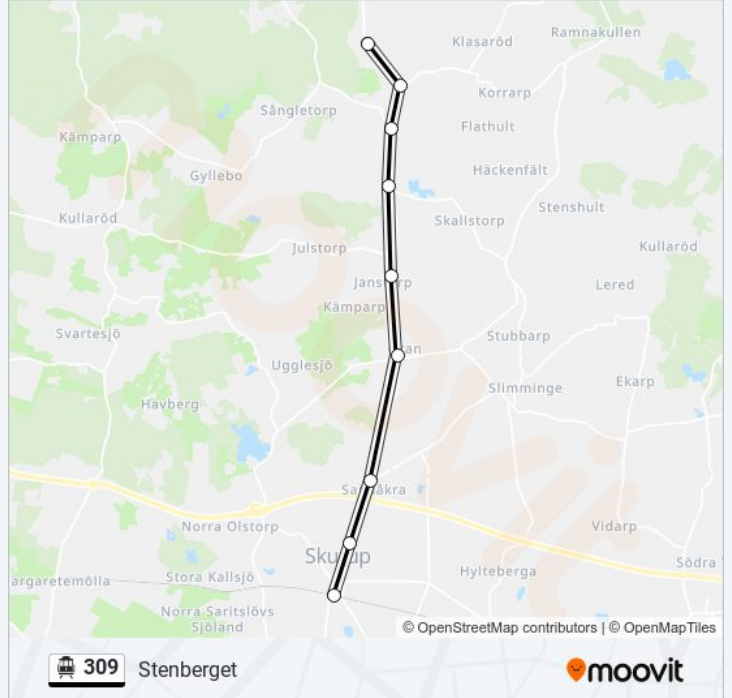 Ramnakullen
Klasaröd
Korrarp
Sångletorp
Flathult
Kämparp
Häckenfält
Gyllebo
Stenshult
Kullaröd
Skallstorp
Julstorp
Kullaröd
Lered
Kämparp
Svartesjö
Stubbarp
Ugglesjö
Slimminge
Ekarp
Havberg
Norra Olstorp
Vidarp
Stora Kallsjö
Hylteberga
Södra
Norra Saritslövs
Sjöland
© OpenStreetMap contributors | © OpenMapTiles
309 Stenberget
moovit